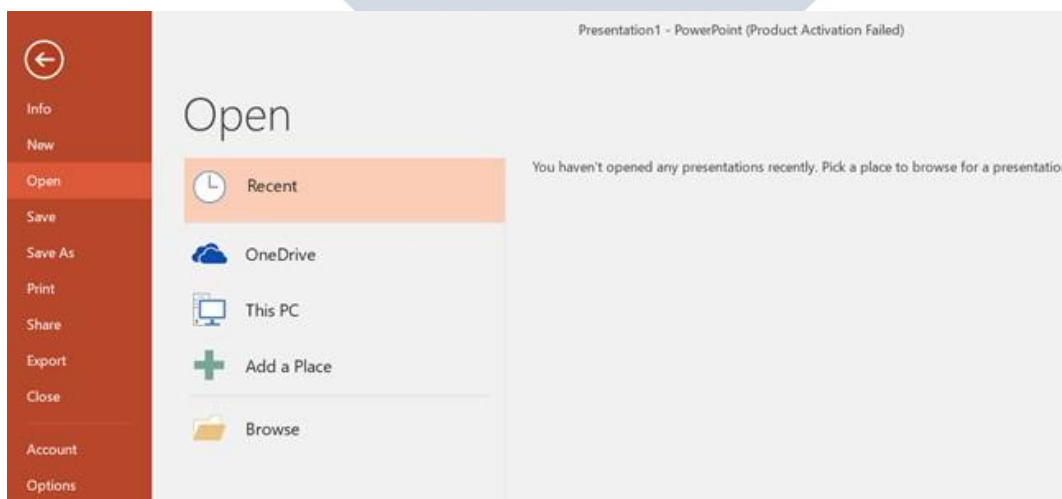 Presentation1 - PowerPoint (Product Activation Failed)
Info
New
Open
Save
Save As
Print
Share
Export
Close
Account
Options
Open
Recent
OneDrive
This PC
Add a Place
Browse
You haven't opened any presentations recently. Pick a place to browse for a presentatio